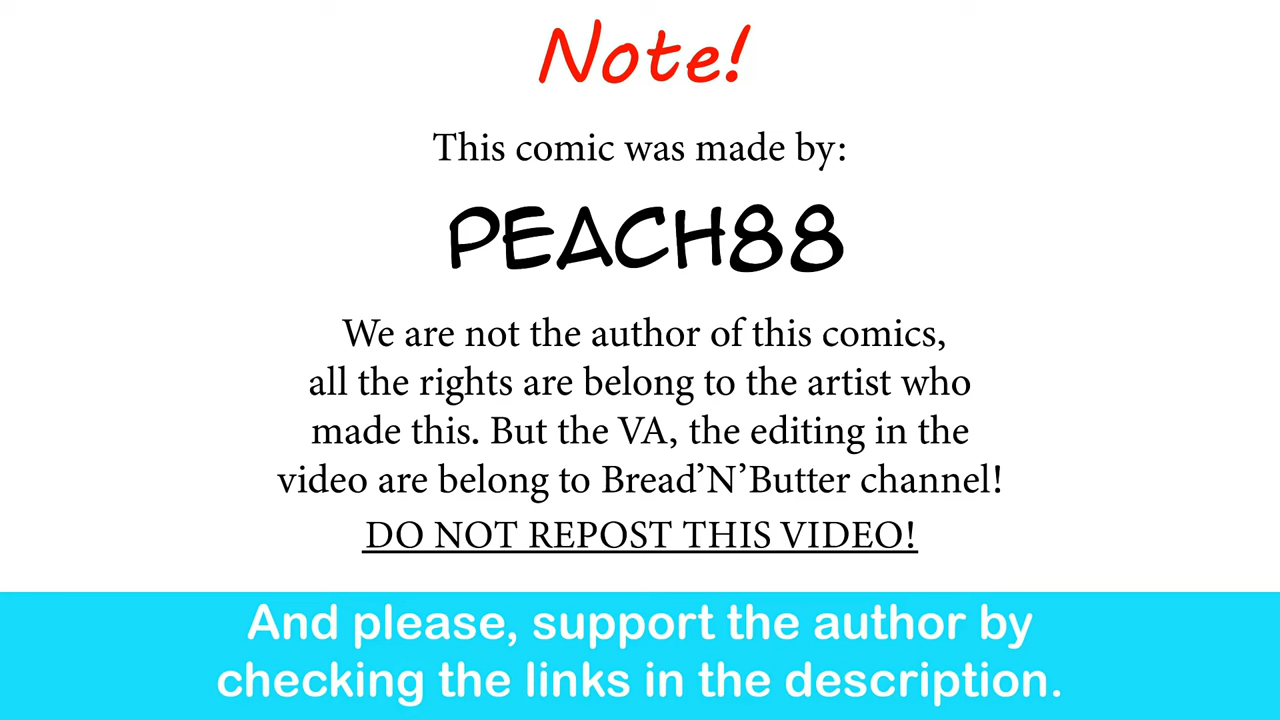 Note!
This comic was made by:
PEACH88
We are not the author of this comics,
all the rights are belong to the artist who
made this. But the VA, the editing in the
video are belong to Bread’N’Butter channel!
DO NOT REPOST THIS VIDEO!
And please, support the author by
checking the links in the description.